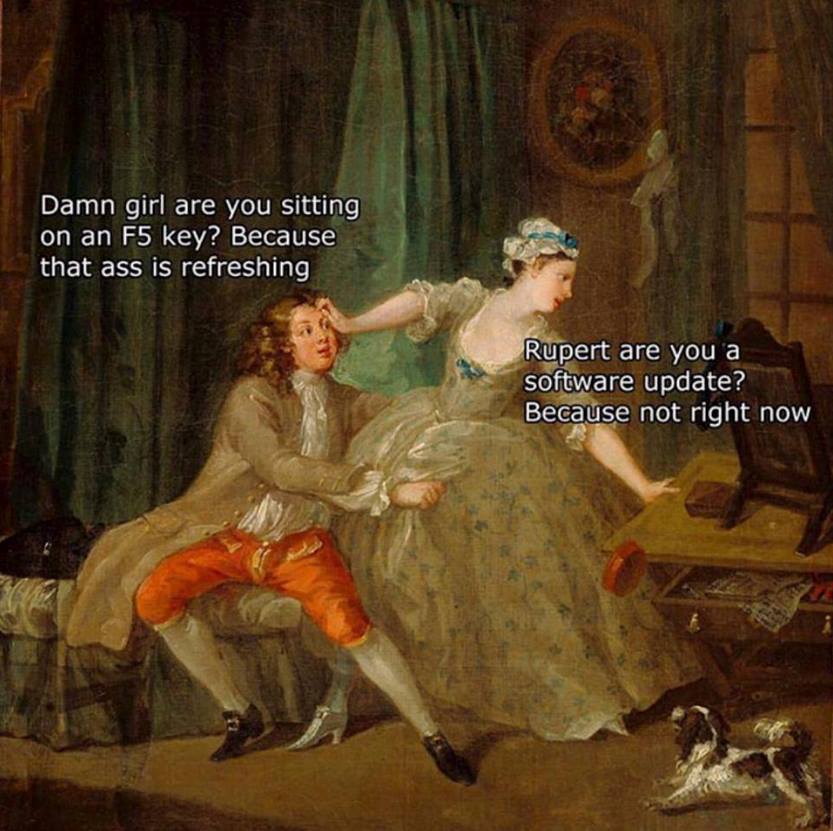 Damn girl are you sitting
on an F5 key? Because
that ass is refreshing
Rupert are you a
software update?
Because not right now